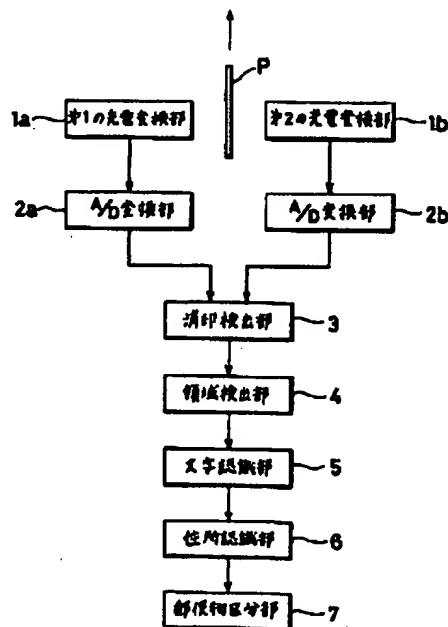 P
1a 第1の光電変換部
第2の光電変換部 1b
2a A/D変換部
A/D変換部 2b
消印検出部 3
領域検出部 4
文字認識部 5
住所認識部 6
郵便物区分部 7